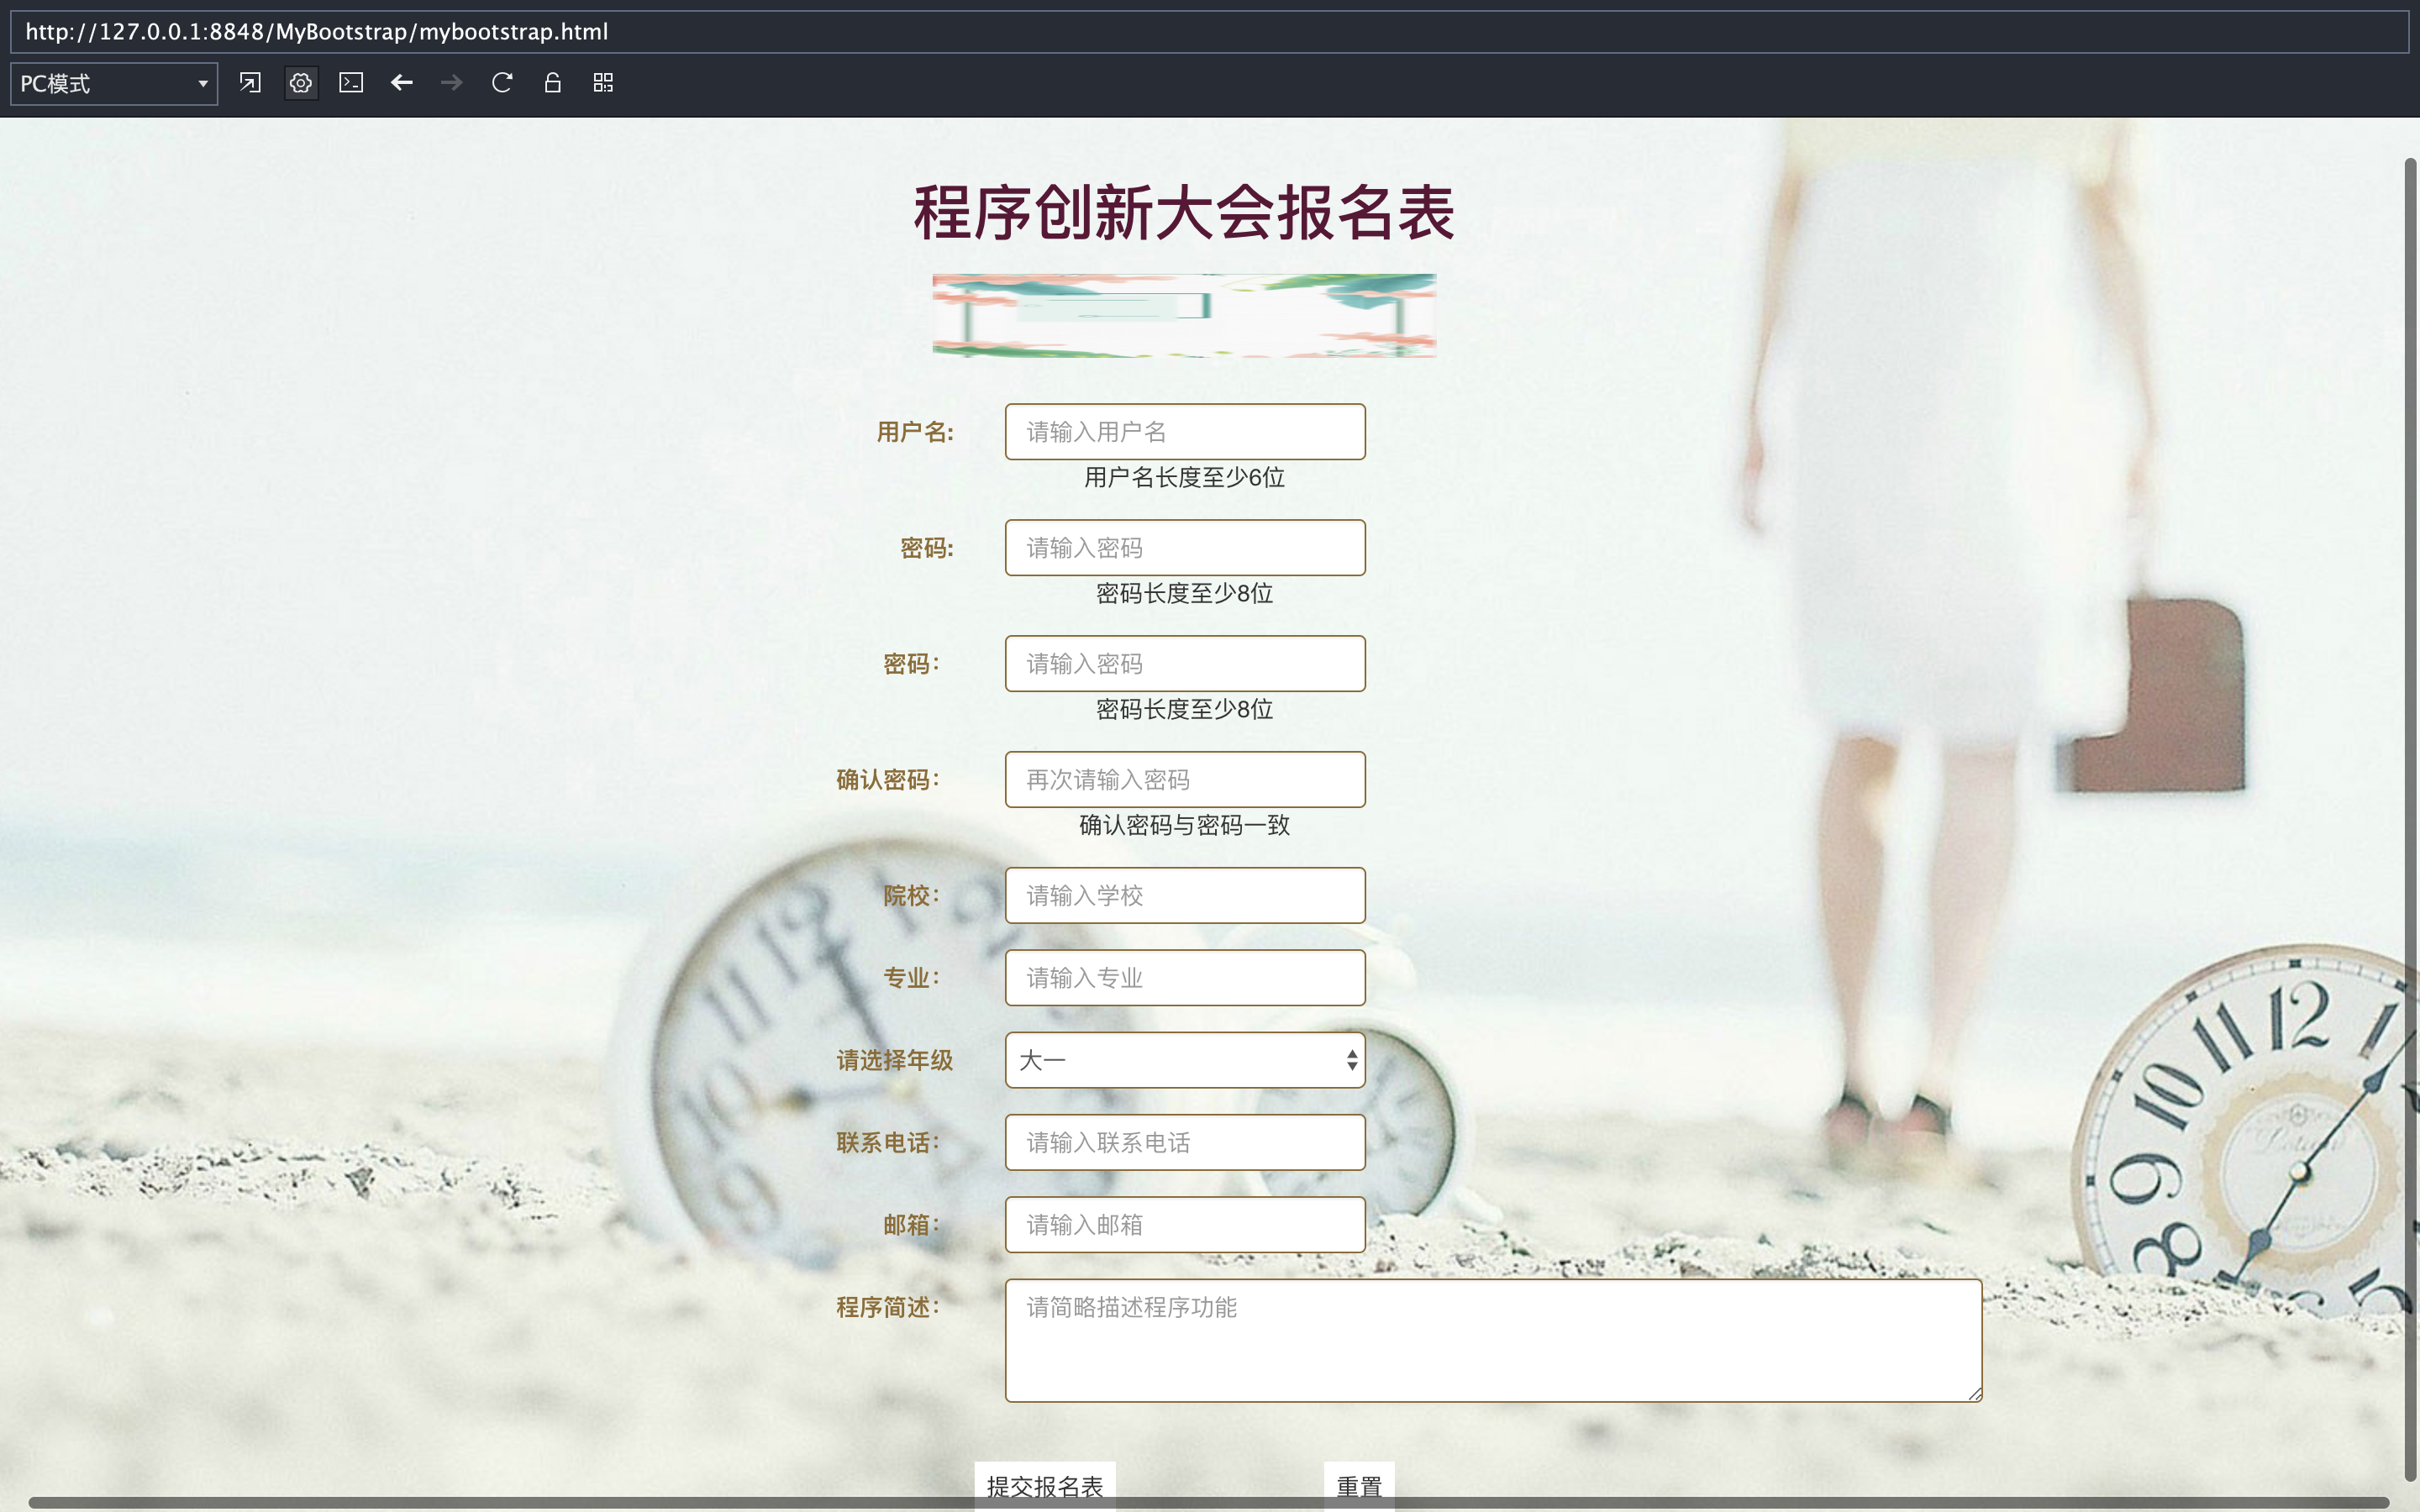 http://127.0.0.1:8848/MyBootstrap/mybootstrap.html
PC模式
程序创新大会报名表
用户名: 请输入用户名
用户名长度至少6位
密码: 请输入密码
密码长度至少8位
密码： 请输入密码
密码长度至少8位
确认密码： 再次请输入密码
确认密码与密码一致
院校： 请输入学校
专业： 请输入专业
请选择年级 大一
联系电话： 请输入联系电话
邮箱： 请输入邮箱
程序简述： 请简略描述程序功能
提交报名表 重置